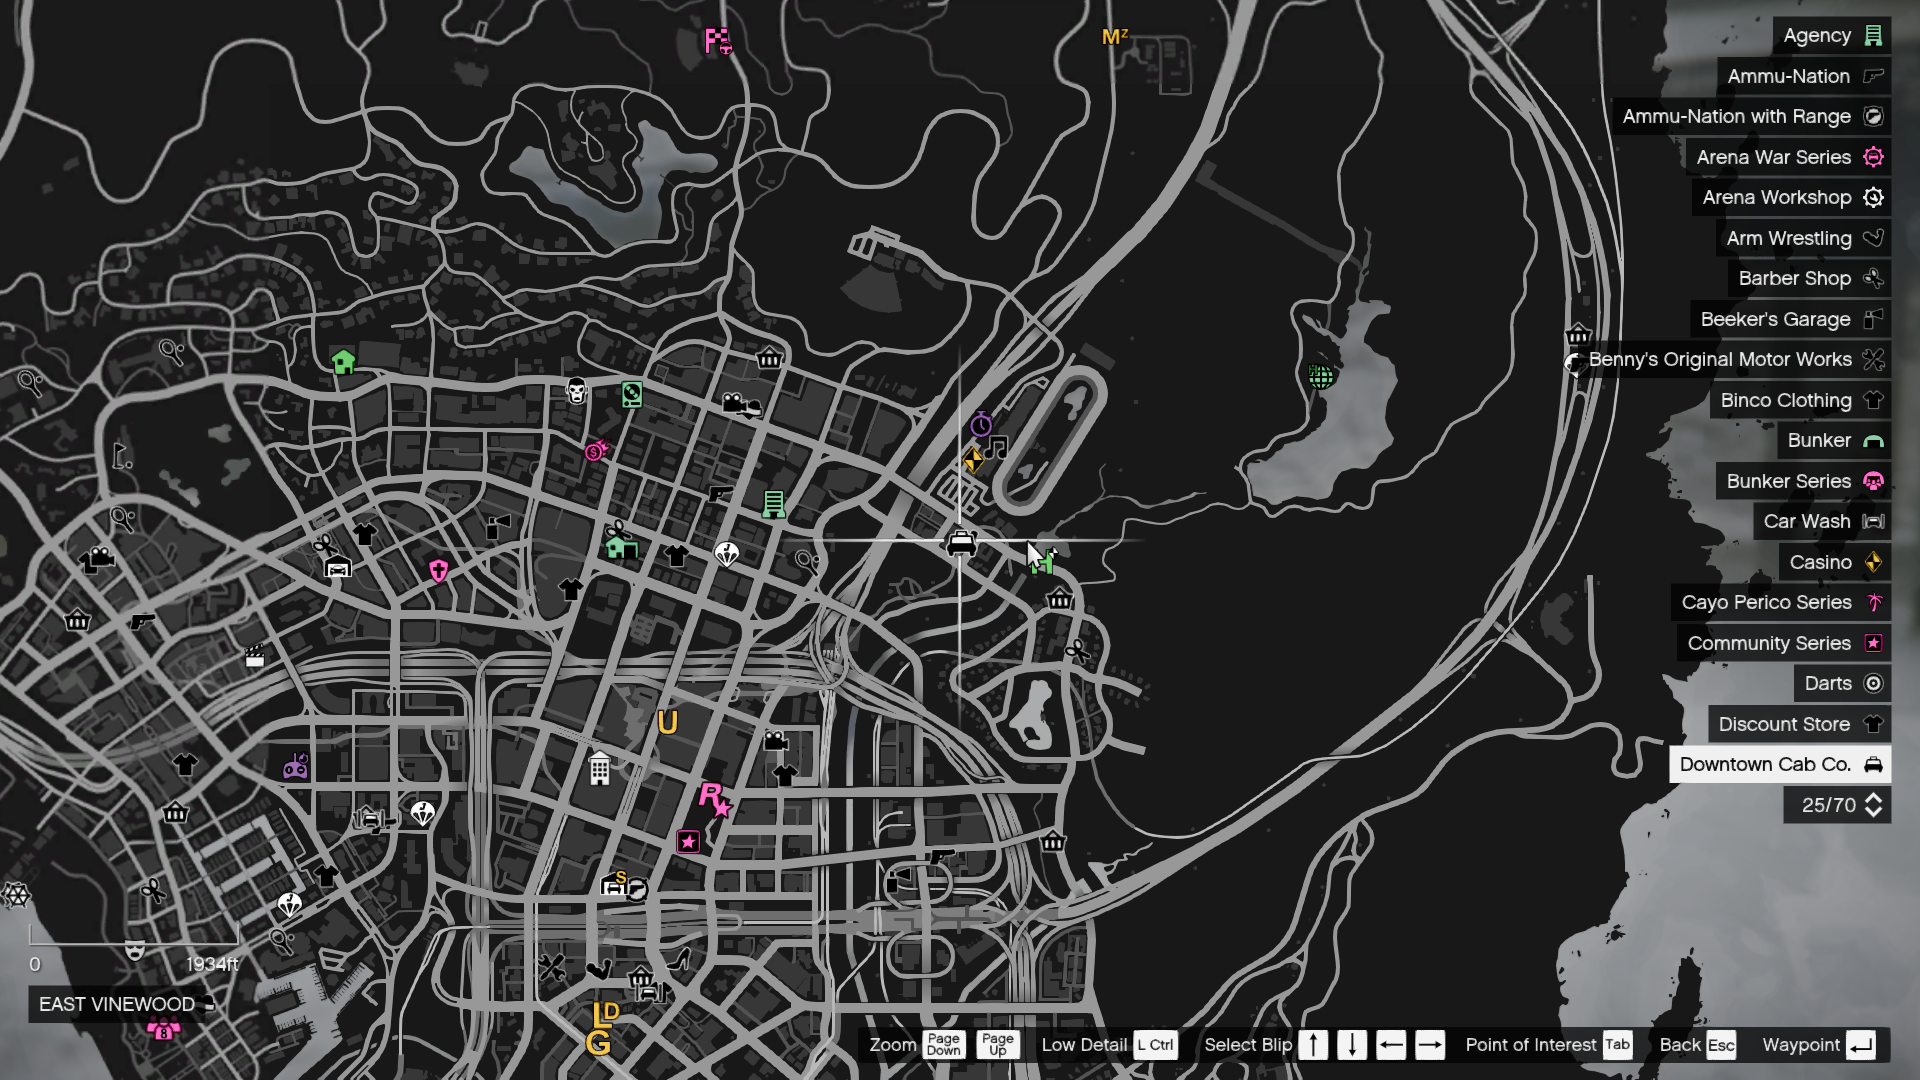 Agency
Ammu-Nation
Ammu-Nation with Range
Arena War Series
Arena Workshop
Arm Wrestling
Barber Shop
Beeker's Garage
Benny's Original Motor Works
Binco Clothing
Bunker
Bunker Series
Car Wash
Casino
Cayo Perico Series
Community Series
Darts
Discount Store
Downtown Cab Co.
25/70
Mz
U
R
S
LD
G
8
0 1934ft
EAST VINEWOOD
Zoom Page Down Page Up Low Detail L Ctrl Select Blip ↑ ↓ ← → Point of Interest Tab Back Esc Waypoint